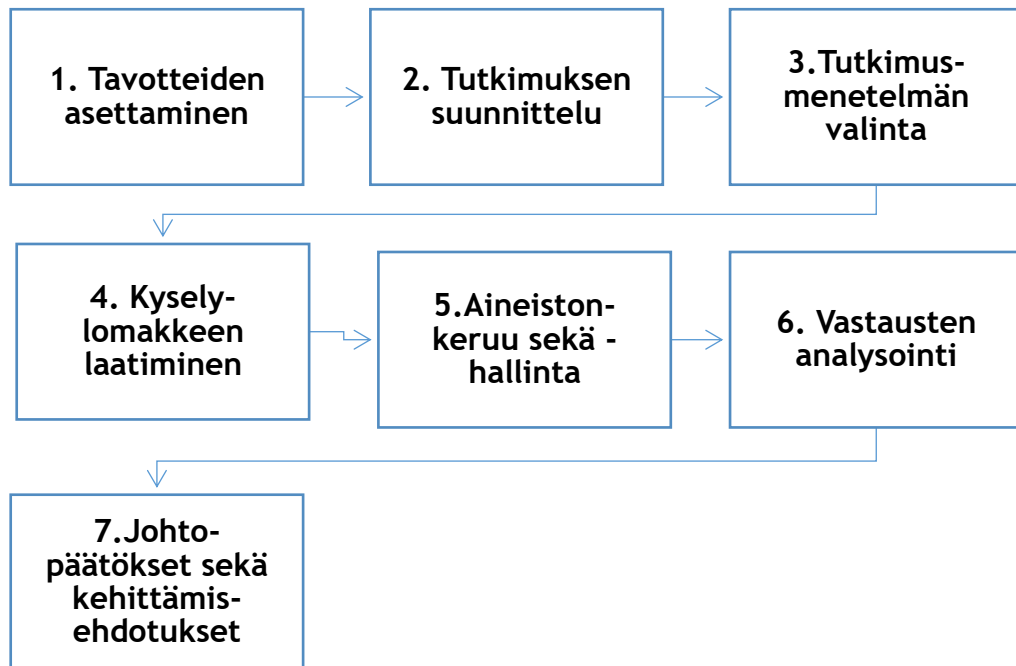 1. Tavotteiden
asettaminen
2. Tutkimuksen
suunnittelu
3.Tutkimus-
menetelmän
valinta
4. Kysely-
lomakkeen
laatiminen
5.Aineiston-
keruu sekä -
hallinta
6. Vastausten
analysointi
7.Johto-
päätökset sekä
kehittämis-
ehdotukset